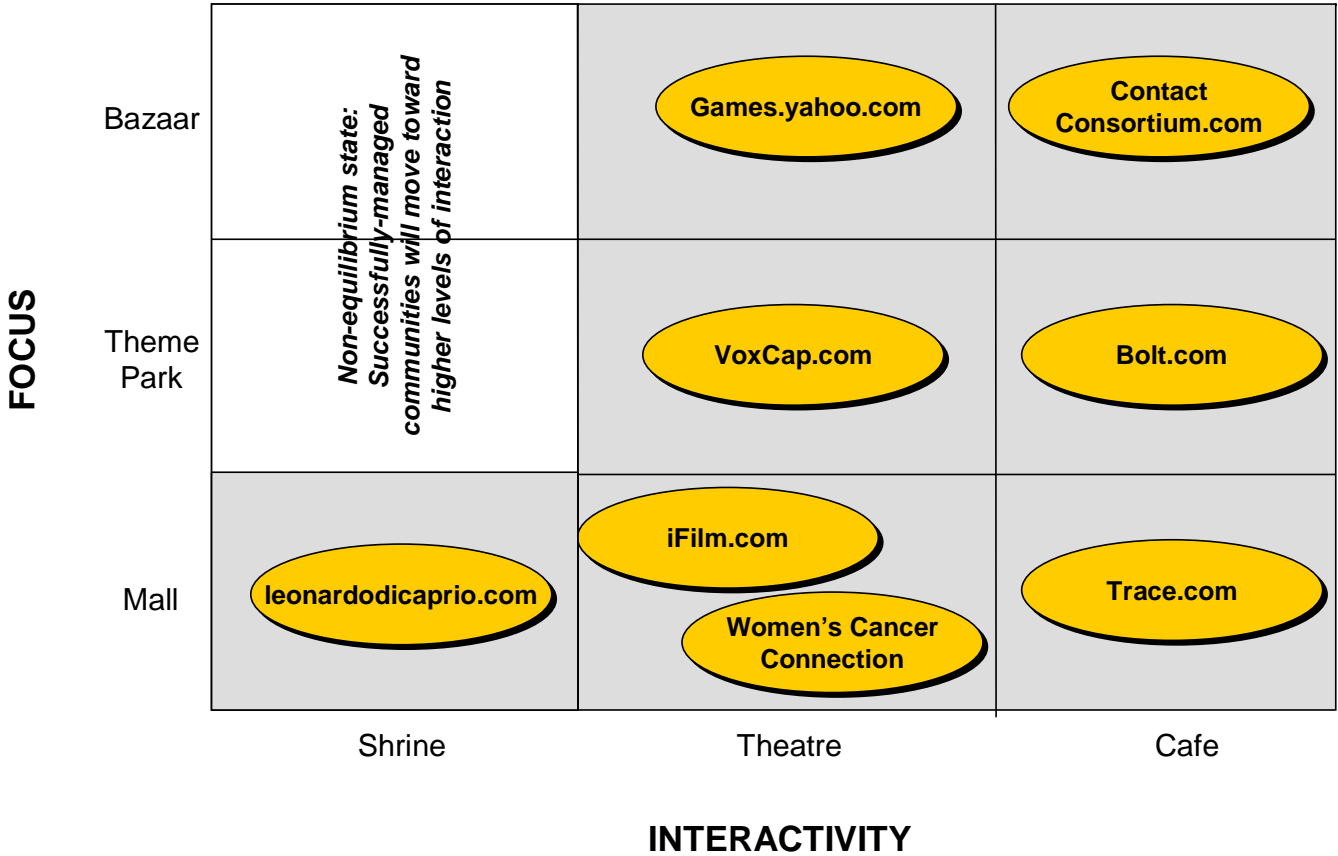 FOCUS
Bazaar
Non-equilibrium state:
Successfully-managed
communities will move toward
higher levels of interaction
Games.yahoo.com
Contact
Consortium.com
Theme
Park
VoxCap.com
Bolt.com
Mall
leonardodicaprio.com
iFilm.com
Women's Cancer
Connection
Trace.com
Shrine
Theatre
Cafe
INTERACTIVITY